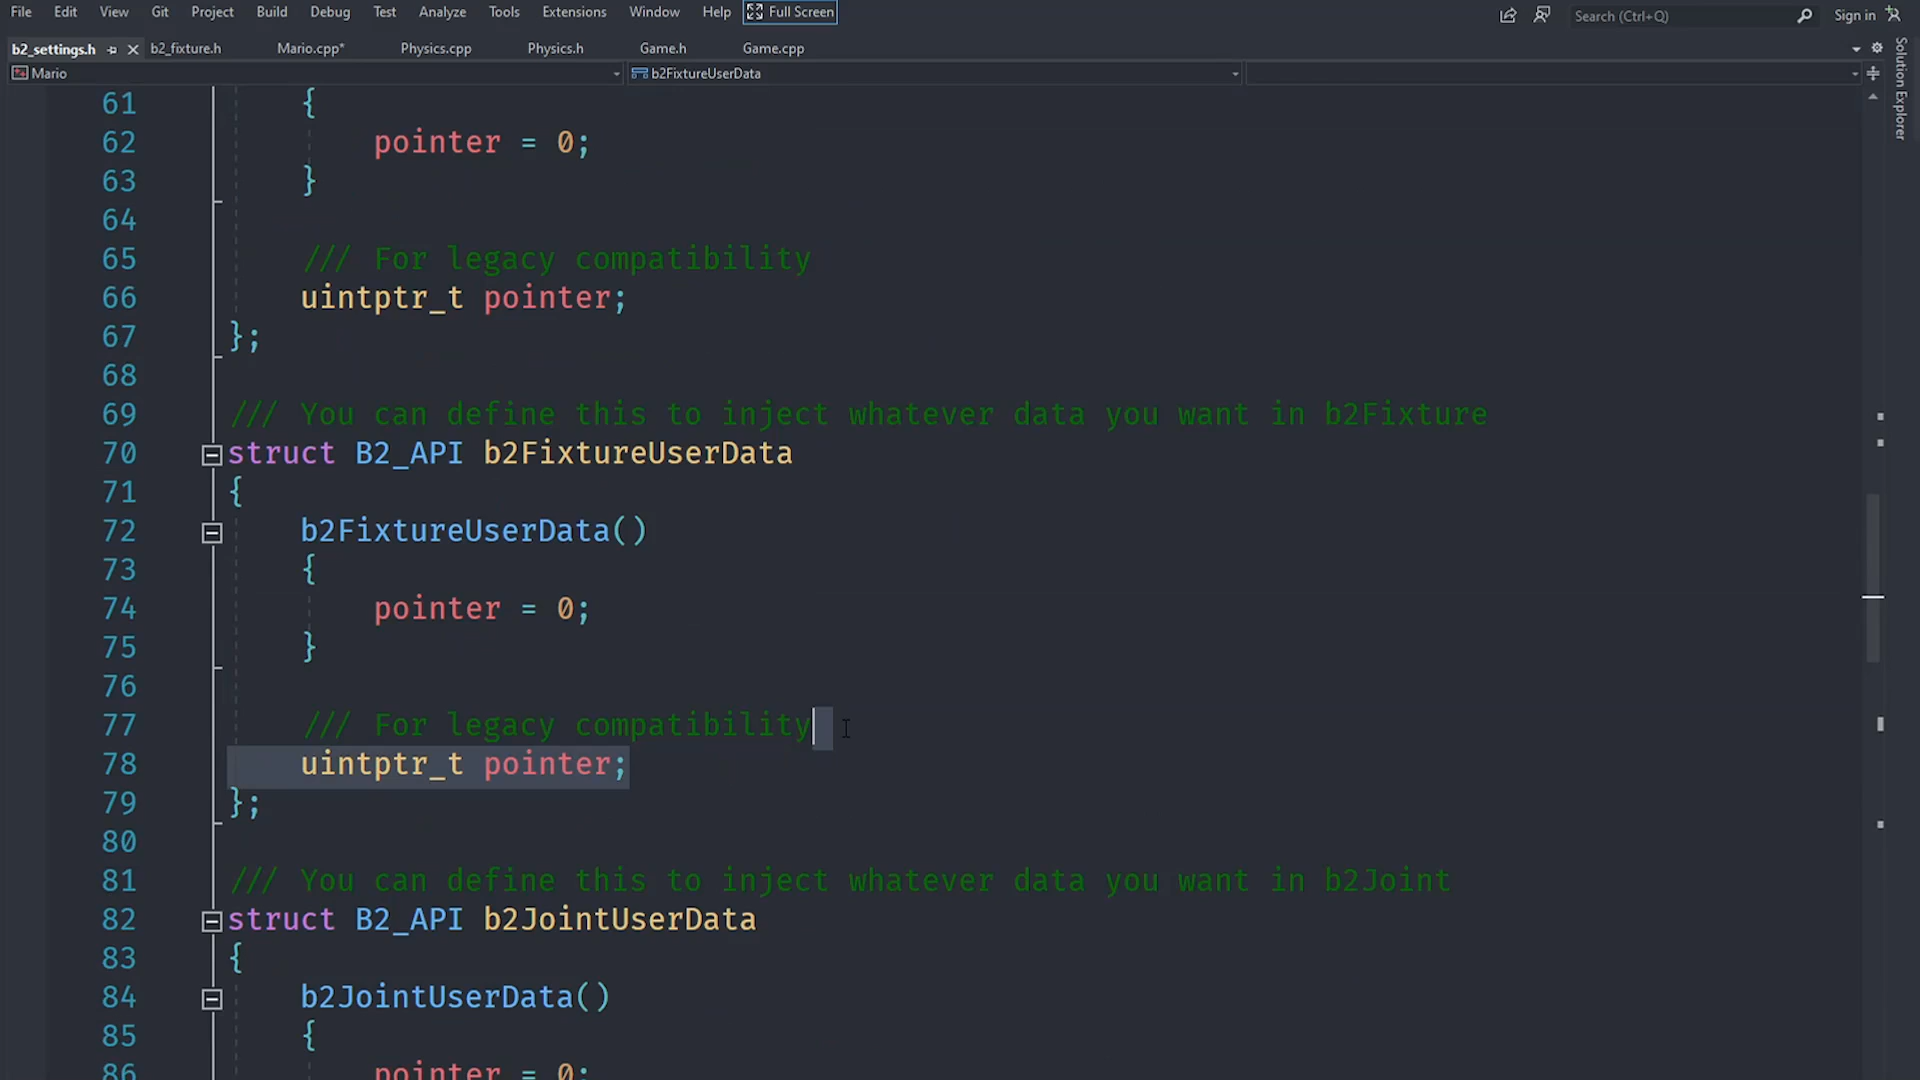 File Edit View Git Project Build Debug Test Analyze Tools Extensions Window Help Full Screen Search (Ctrl+Q) Sign in
b2_settings.h b2_fixture.h Mario.cpp* Physics.cpp Physics.h Game.h Game.cpp
Mario b2FixtureUserData
Solution Explorer
61 {
62 pointer = 0;
63 }
64
65 /// For legacy compatibility
66 uintptr_t pointer;
67 };
68
69 /// You can define this to inject whatever data you want in b2Fixture
70 struct B2_API b2FixtureUserData
71 {
72 b2FixtureUserData()
73 {
74 pointer = 0;
75 }
76
77 /// For legacy compatibility
78 uintptr_t pointer;
79 };
80
81 /// You can define this to inject whatever data you want in b2Joint
82 struct B2_API b2JointUserData
83 {
84 b2JointUserData()
85 {
86 pointer = 0;